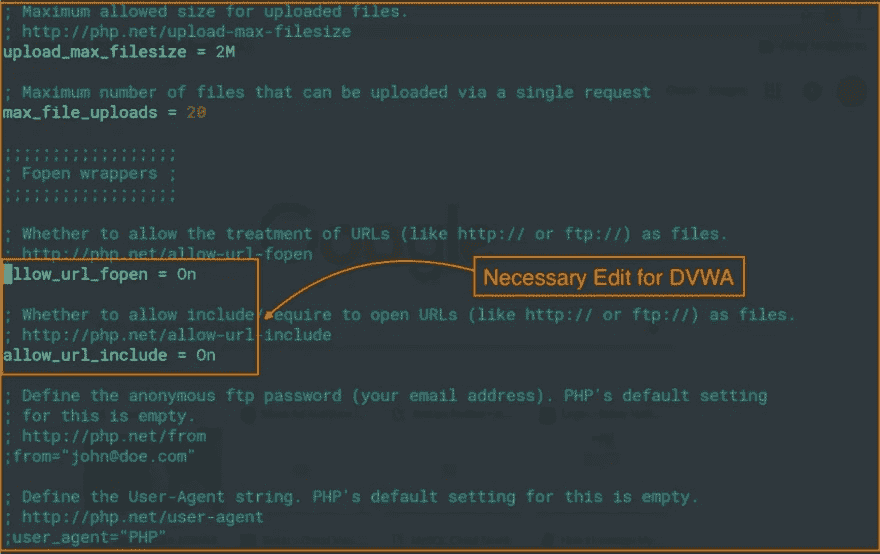 ; Maximum allowed size for uploaded files.
; http://php.net/upload-max-filesize
upload_max_filesize = 2M
; Maximum number of files that can be uploaded via a single request
max_file_uploads = 20
;;;;;;;;;;;;;;;;;;
; Fopen wrappers ;
;;;;;;;;;;;;;;;;;;
; Whether to allow the treatment of URLs (like http:// or ftp://) as files.
; http://php.net/allow-url-fopen
allow_url_fopen = On
Necessary Edit for DVWA
; Whether to allow include/require to open URLs (like http:// or ftp://) as files.
; http://php.net/allow-url-include
allow_url_include = On
; Define the anonymous ftp password (your email address). PHP's default setting
; for this is empty.
; http://php.net/from
;from="john@doe.com"
; Define the User-Agent string. PHP's default setting for this is empty.
; http://php.net/user-agent
;user_agent="PHP"